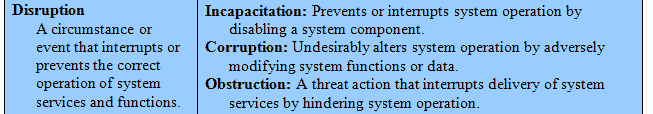 Disruption
A circumstance or
event that interrupts or
prevents the correct
operation of system
services and functions.
Incapacitation: Prevents or interrupts system operation by
disabling a system component.
Corruption: Undesirably alters system operation by adversely
modifying system functions or data.
Obstruction: A threat action that interrupts delivery of system
services by hindering system operation.